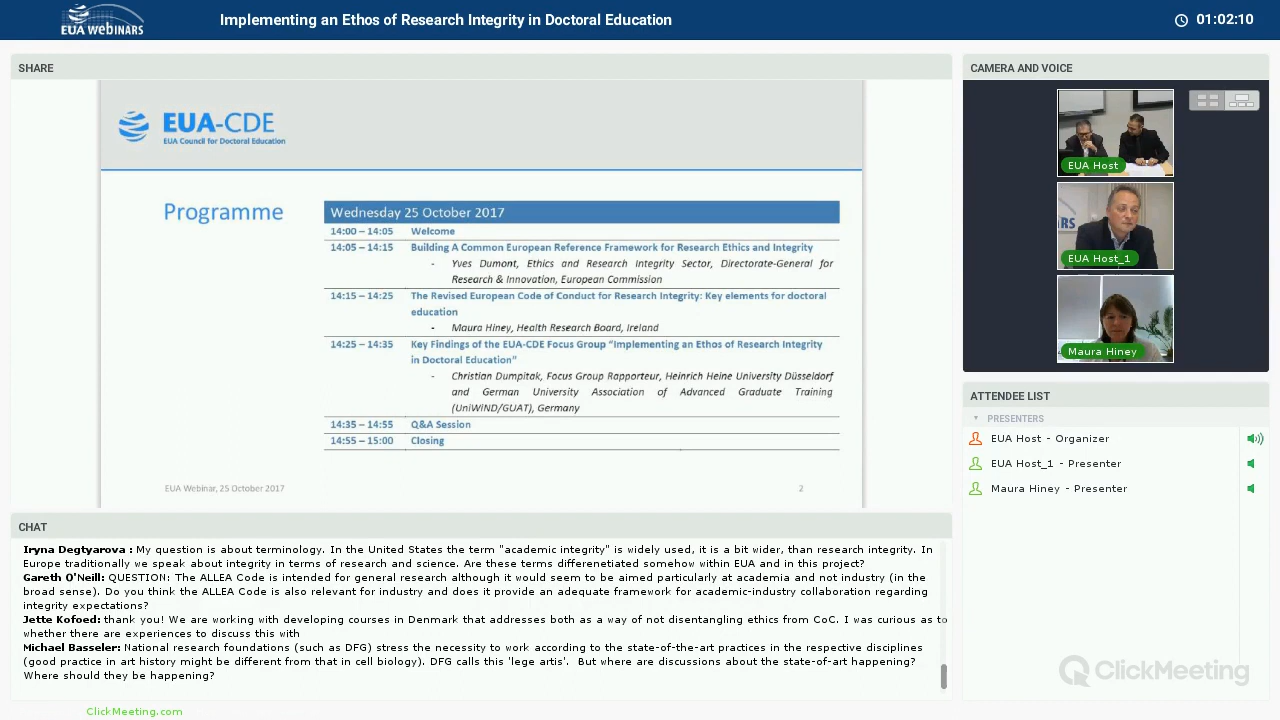 EUA WEBINARS
Implementing an Ethos of Research Integrity in Doctoral Education
01:02:10
SHARE
EUA-CDE
EUA Council for Doctoral Education
Programme
Wednesday 25 October 2017
14:00 – 14:05 Welcome
14:05 – 14:15 Building A Common European Reference Framework for Research Ethics and Integrity
- Yves Dumont, Ethics and Research Integrity Sector, Directorate-General for
Research & Innovation, European Commission
14:15 – 14:25 The Revised European Code of Conduct for Research Integrity: Key elements for doctoral
education
- Maura Hiney, Health Research Board, Ireland
14:25 – 14:35 Key Findings of the EUA-CDE Focus Group “Implementing an Ethos of Research Integrity
in Doctoral Education”
- Christian Dumpitak, Focus Group Rapporteur, Heinrich Heine University Düsseldorf
and German University Association of Advanced Graduate Training
(UniWiND/GUAT), Germany
14:35 – 14:55 Q&A Session
14:55 – 15:00 Closing
EUA Webinar, 25 October 2017
2
CAMERA AND VOICE
EUA Host
ARS
EUA Host_1
Maura Hiney
ATTENDEE LIST
PRESENTERS
EUA Host - Organizer
EUA Host_1 - Presenter
Maura Hiney - Presenter
CHAT
Iryna Degtyarova : My question is about terminology. In the United States the term "academic integrity" is widely used, it is a bit wider, than research integrity. In
Europe traditionally we speak about integrity in terms of research and science. Are these terms differenetiated somehow within EUA and in this project?
Gareth O'Neill: QUESTION: The ALLEA Code is intended for general research although it would seem to be aimed particularly at academia and not industry (in the
broad sense). Do you think the ALLEA Code is also relevant for industry and does it provide an adequate framework for academic-industry collaboration regarding
integrity expectations?
Jette Kofoed: thank you! We are working with developing courses in Denmark that addresses both as a way of not disentangling ethics from CoC. I was curious as to
whether there are experiences to discuss this with
Michael Basseler: National research foundations (such as DFG) stress the necessity to work according to the state-of-the-art practices in the respective disciplines
(good practice in art history might be different from that in cell biology). DFG calls this 'lege artis'. But where are discussions about the state-of-art happening?
Where should they be happening?
ClickMeeting
ClickMeeting.com